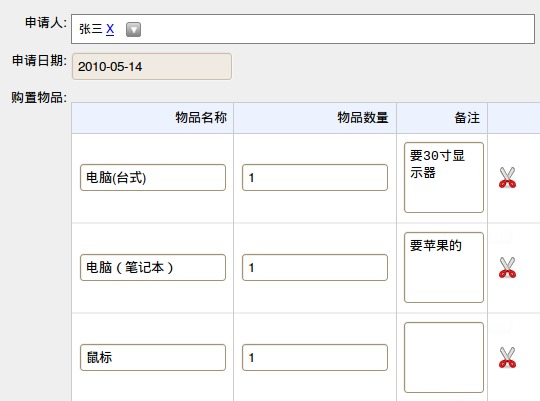 申请人: 张三 X
申请日期: 2010-05-14
购置物品:
物品名称 物品数量 备注
电脑(台式) 1 要30寸显
示器
电脑（笔记本） 1 要苹果的
鼠标 1